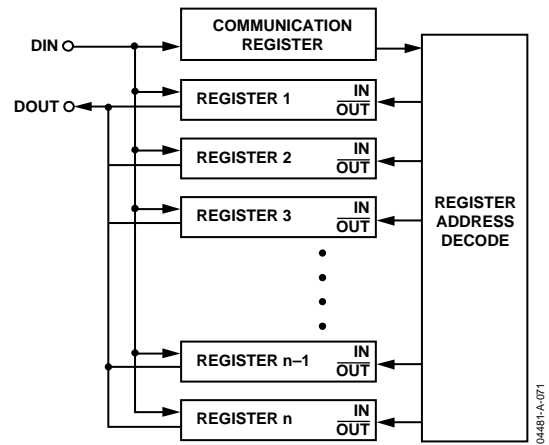 COMMUNICATION
REGISTER
DIN
DOUT
REGISTER 1
IN
OUT
REGISTER 2
IN
OUT
REGISTER 3
IN
OUT
REGISTER n–1
IN
OUT
REGISTER n
IN
OUT
REGISTER
ADDRESS
DECODE
04481-A-071